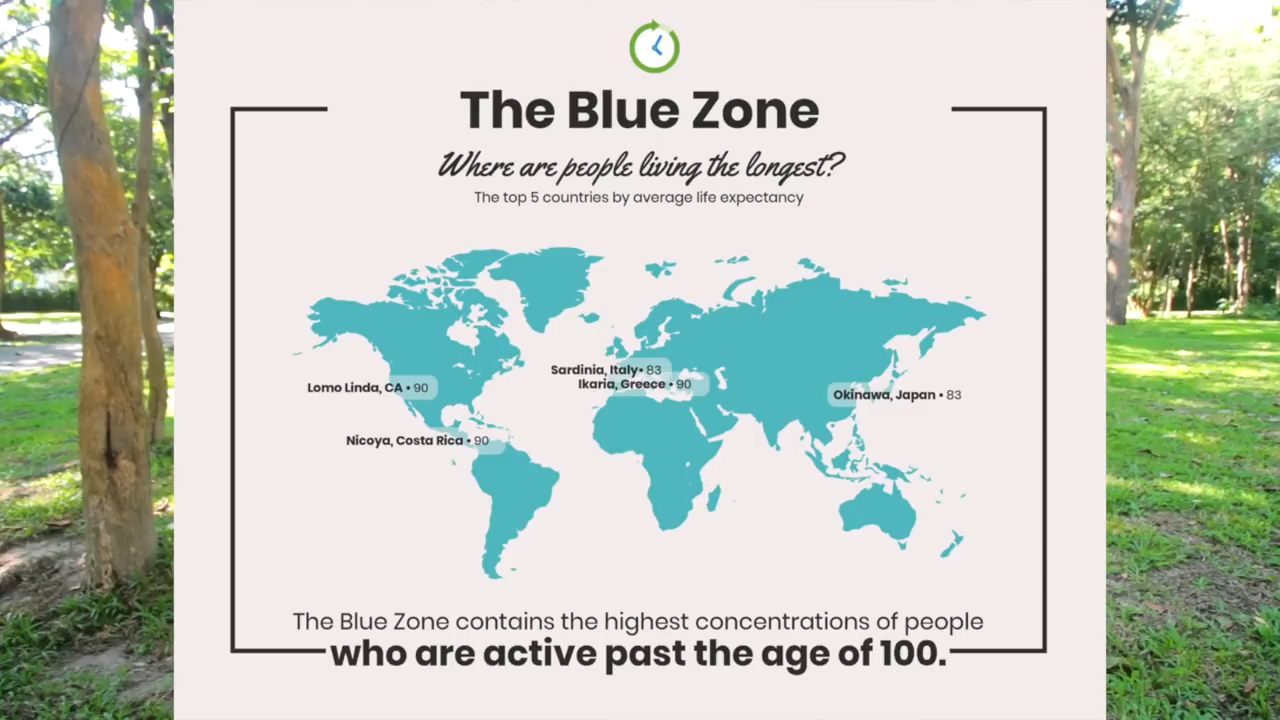 The Blue Zone
Where are people living the longest?
The top 5 countries by average life expectancy
Sardinia, Italy• 83
Ikaria, Greece • 90
Lomo Linda, CA • 90
Okinawa, Japan • 83
Nicoya, Costa Rica • 90
The Blue Zone contains the highest concentrations of people
who are active past the age of 100.